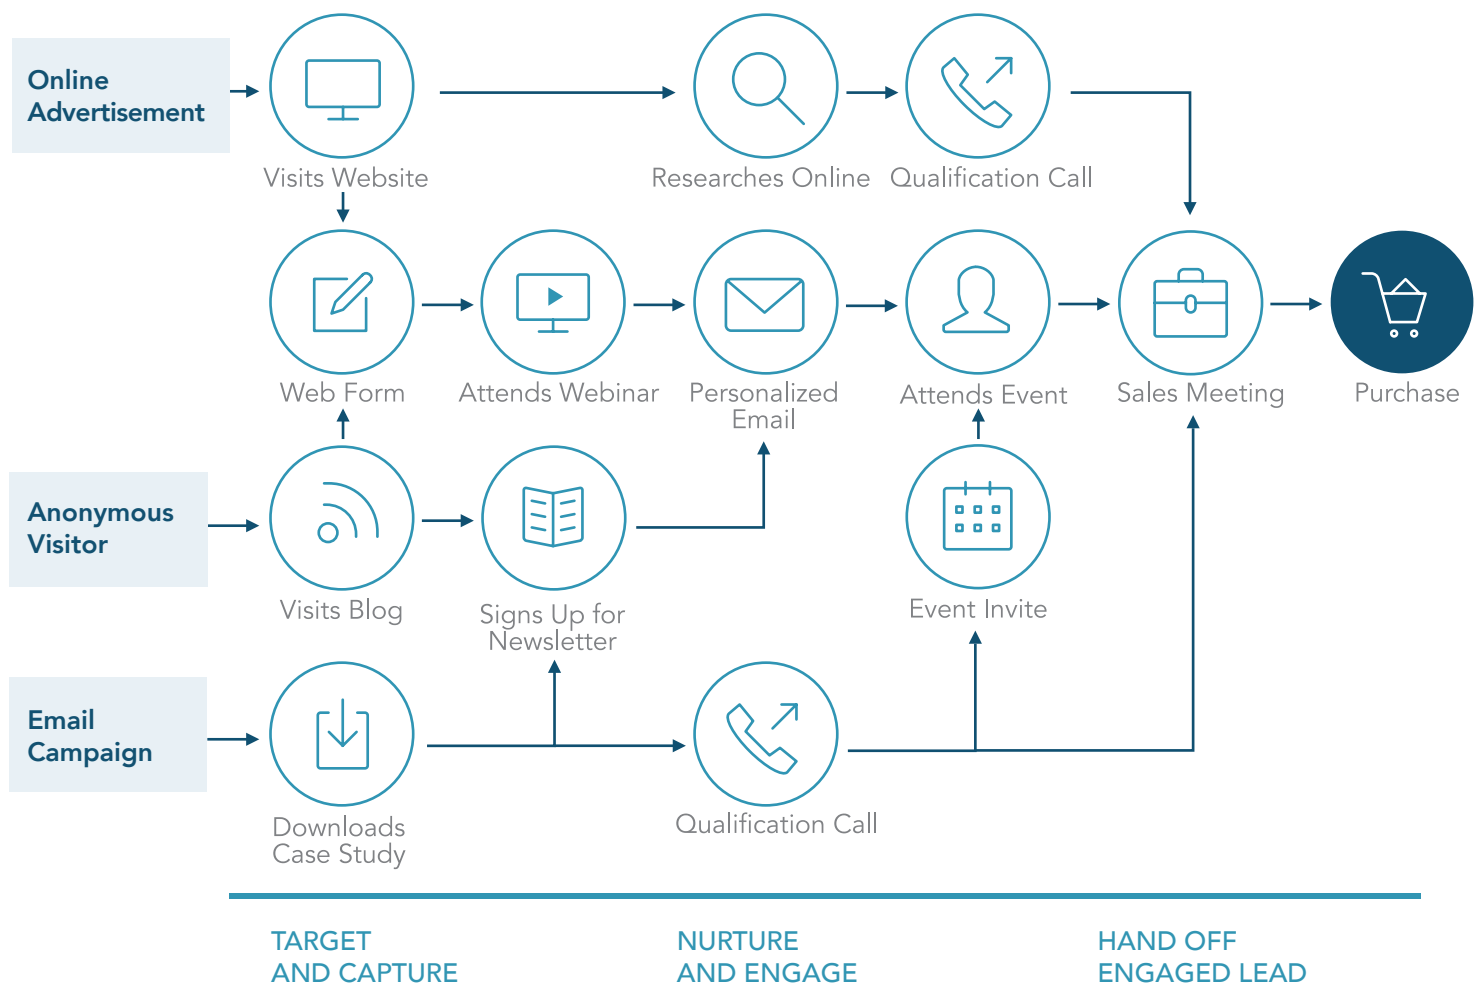 Online
Advertisement
Visits Website
Researches Online
Qualification Call
Web Form
Attends Webinar
Personalized
Email
Attends Event
Sales Meeting
Purchase
Anonymous
Visitor
Visits Blog
Signs Up for
Newsletter
Event Invite
Email
Campaign
Downloads
Case Study
Qualification Call
TARGET
AND CAPTURE
NURTURE
AND ENGAGE
HAND OFF
ENGAGED LEAD